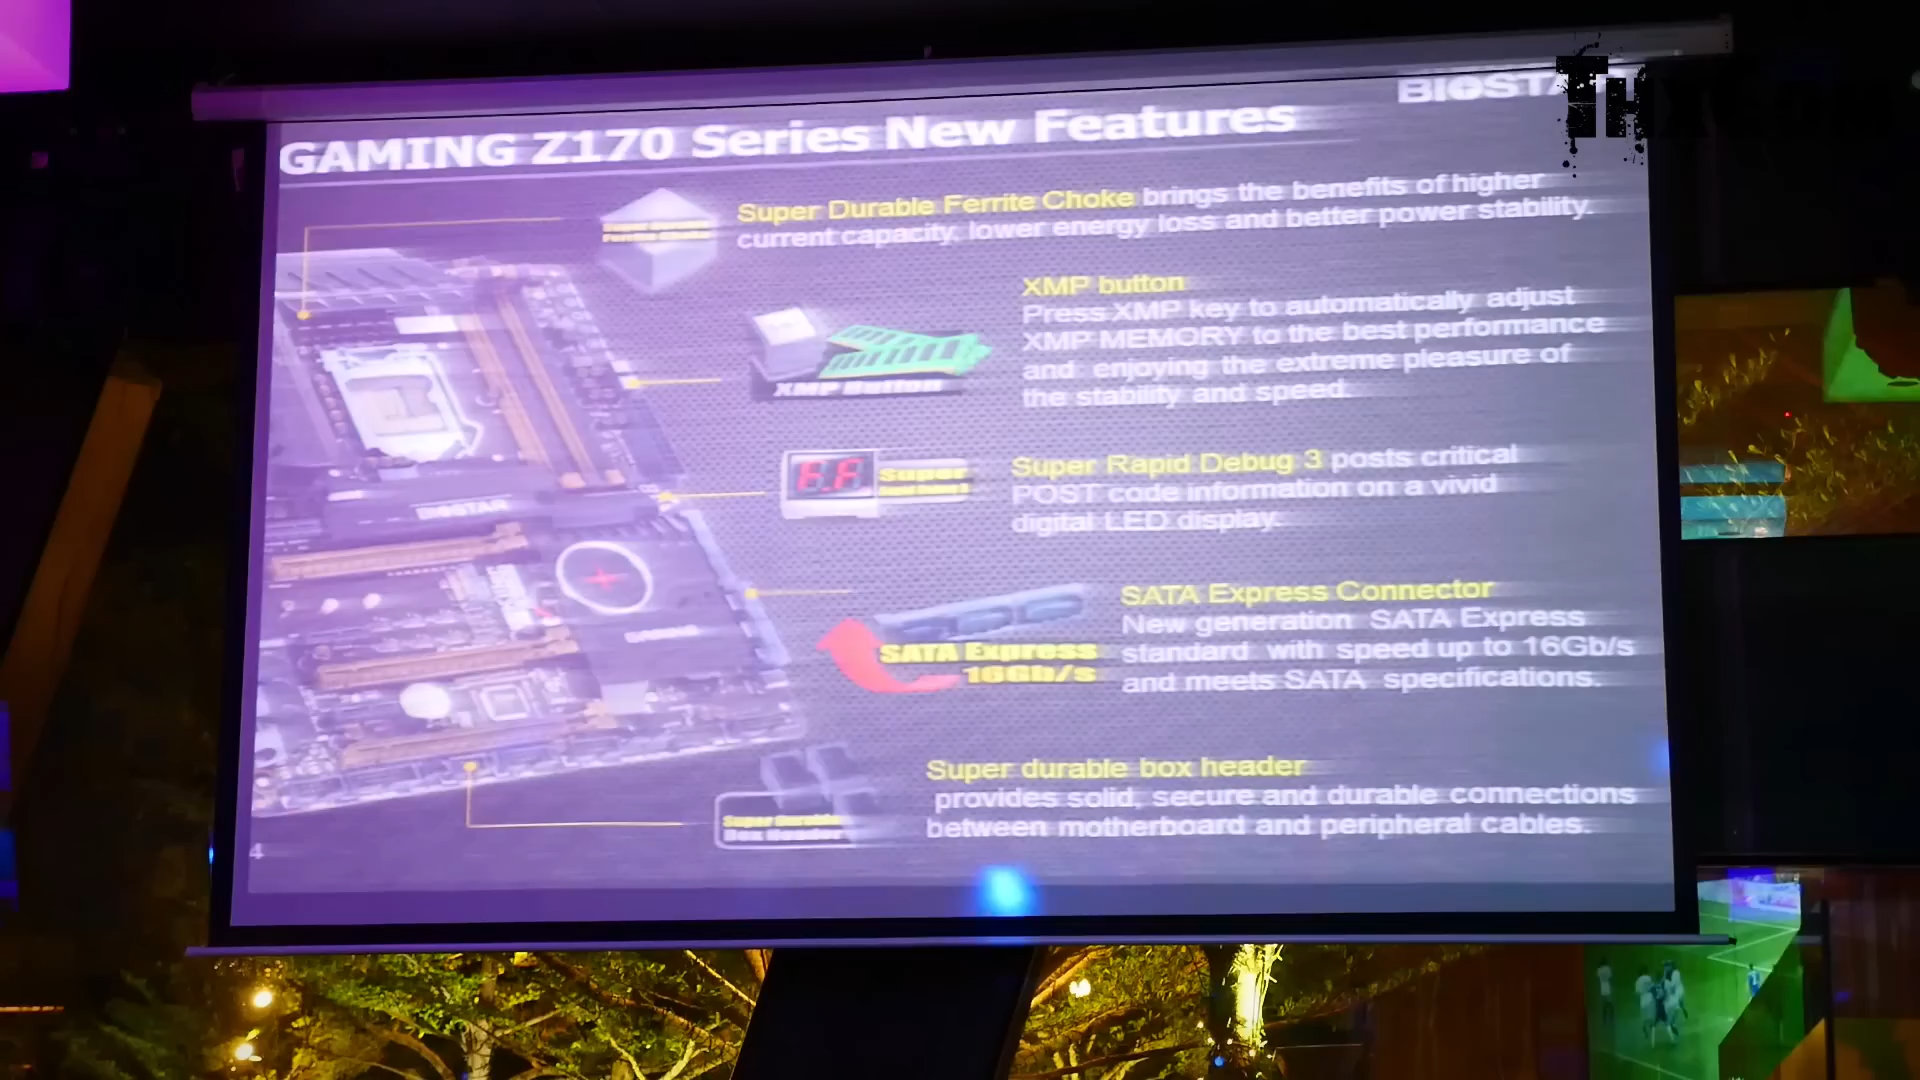 BIOSTAR
GAMING Z170 Series New Features
Super Durable Ferrite Choke brings the benefits of higher
current capacity, lower energy loss and better power stability.
XMP button
Press XMP key to automatically adjust
XMP MEMORY to the best performance
and enjoying the extreme pleasure of
the stability and speed.
XMP Button
Super Rapid Debug 3 posts critical
POST code information on a vivid
digital LED display.
F.F
Super
BIOSTAR
SATA Express Connector
New generation SATA Express
standard with speed up to 16Gb/s
and meets SATA specifications.
SATA Express
16Gb/s
Super durable box header
provides solid, secure and durable connections
between motherboard and peripheral cables.
Super Durable
Box Header
4